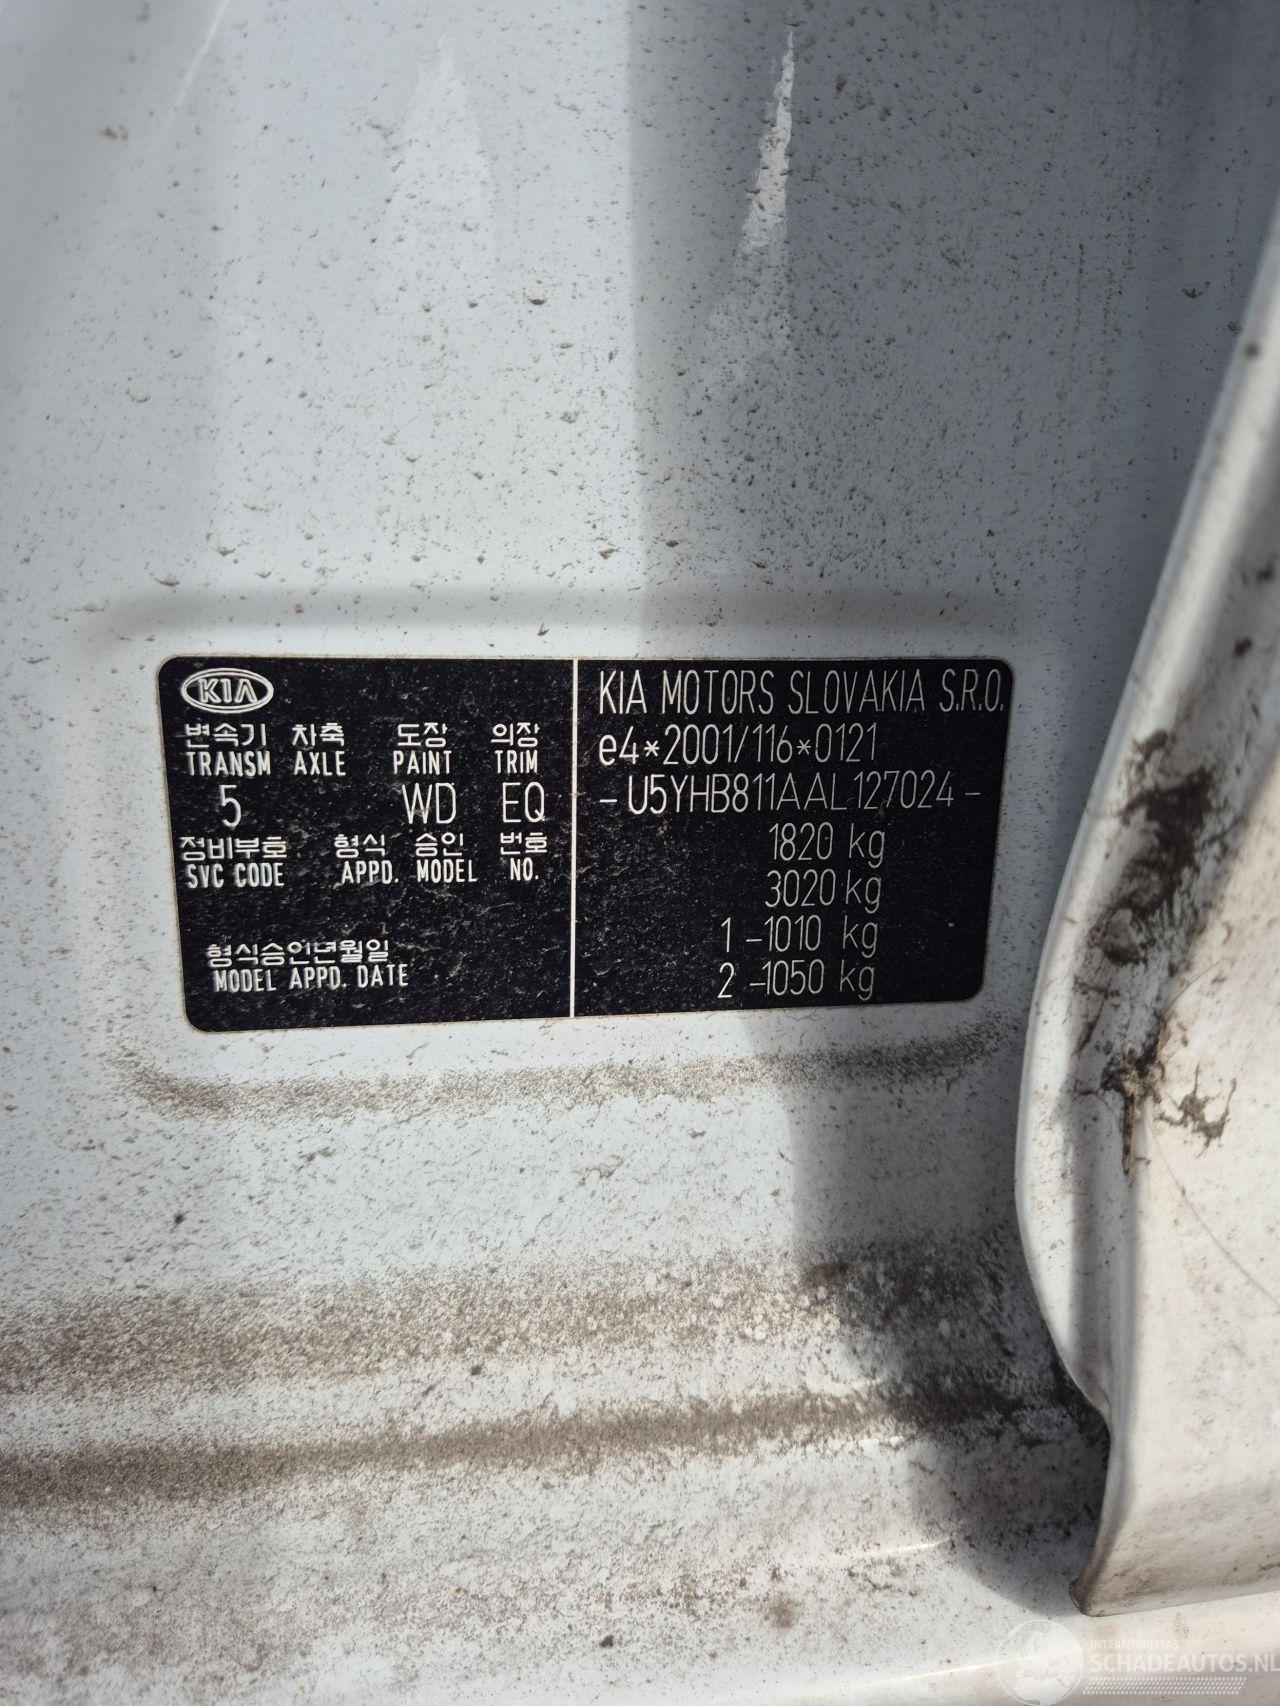 KIA
변속기 차축 도장 의장
TRANSM AXLE PAINT TRIM
5 WD EQ
정비부호 형식 승인 번호
SVC CODE APPD. MODEL NO.
형식승인년월일
MODEL APPD. DATE
KIA MOTORS SLOVAKIA S.R.O.
e4*2001/116*0121
-U5YHB811AAL127024-
1820 kg
3020 kg
1 -1010 kg
2 -1050 kg
INTERMOBILITAS
SCHADEAUTOS.NL